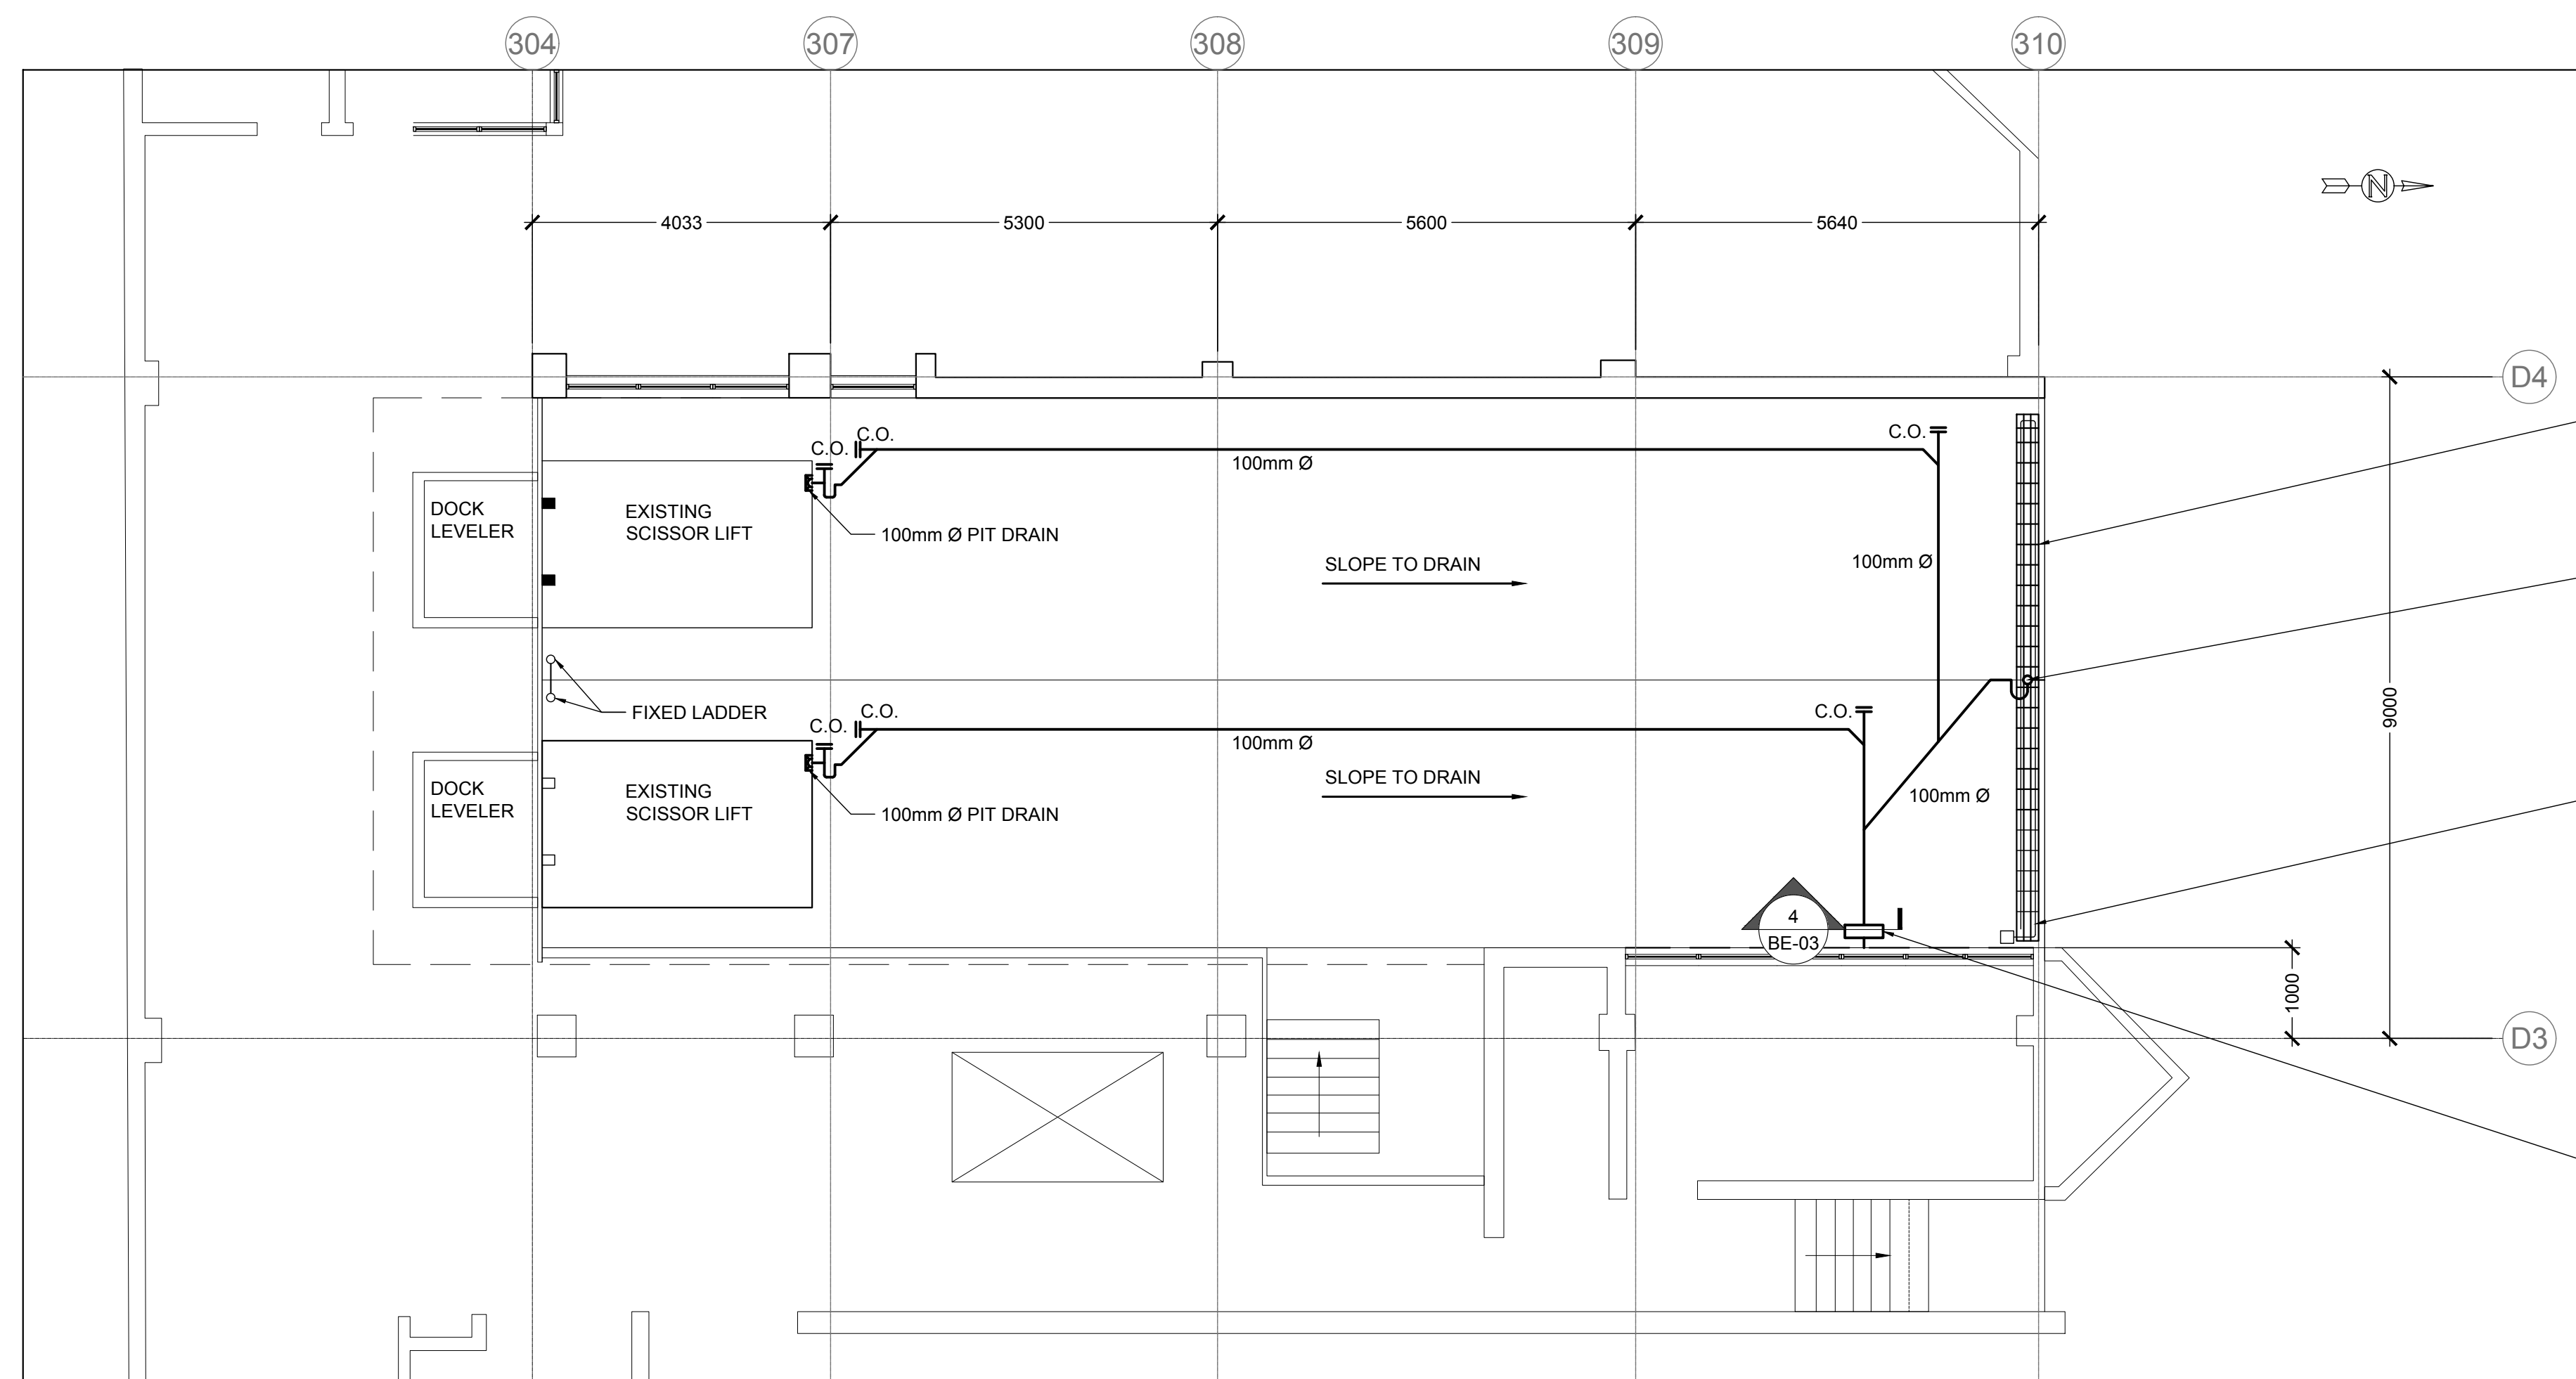 304
307
308
309
310
N
4033
5300
5600
5640
D4
C.O.
C.O.
C.O.
100mm Ø
DOCK
LEVELER
EXISTING
SCISSOR LIFT
100mm Ø PIT DRAIN
SLOPE TO DRAIN
100mm Ø
FIXED LADDER
9000
C.O.
C.O.
C.O.
100mm Ø
DOCK
LEVELER
EXISTING
SCISSOR LIFT
100mm Ø PIT DRAIN
SLOPE TO DRAIN
100mm Ø
4
BE-03
1000
D3